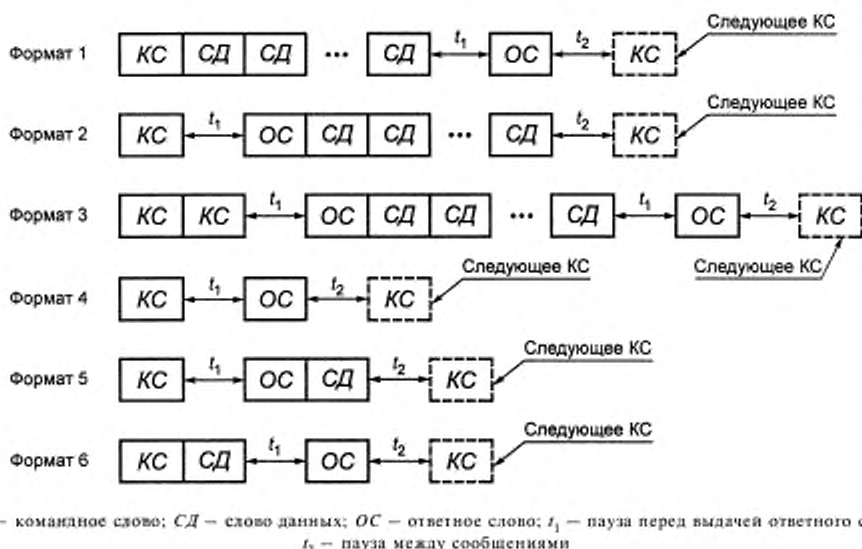 Следующее КС
Формат 1 КС СД СД ... СД t₁ ОС t₂ КС
Следующее КС
Формат 2 КС t₁ ОС СД СД ... СД t₂ КС
Формат 3 КС КС t₁ ОС СД СД ... СД t₁ ОС t₂ КС
Следующее КС Следующее КС
Формат 4 КС t₁ ОС t₂ КС
Следующее КС
Формат 5 КС t₁ ОС СД t₂ КС
Следующее КС
Формат 6 КС СД t₁ ОС t₂ КС
– командное слово; СД – слово данных; ОС – ответное слово; t₁ – пауза перед выдачей ответного
– пауза между сообщениями